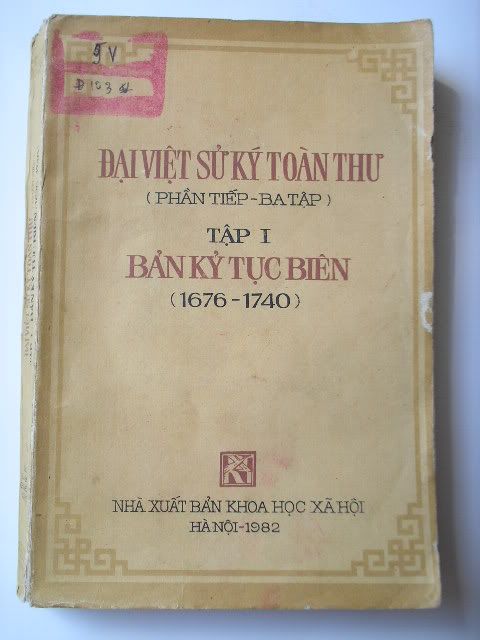 9 V
ĐẠI VIỆT SỬ KÝ TOÀN THƯ
(PHẦN TIẾP-BA TẬP)
TẬP I
BẢN KỶ TỤC BIÊN
(1676-1740)
NHÀ XUẤT BẢN KHOA HỌC XÃ HỘI
HÀ NỘI-1982